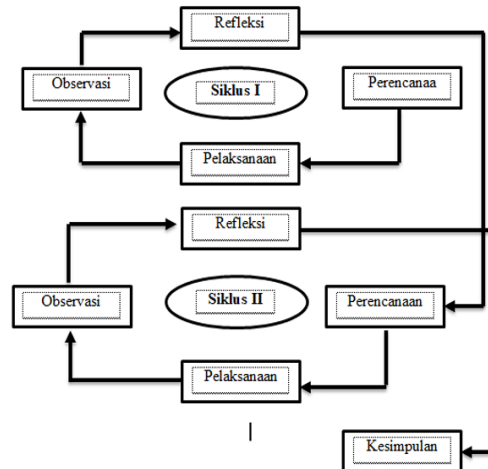 Refleksi
Observasi
Siklus I
Perencanaa
Pelaksanaan
Refleksi
Observasi
Siklus II
Perencanaan
Pelaksanaan
Kesimpulan